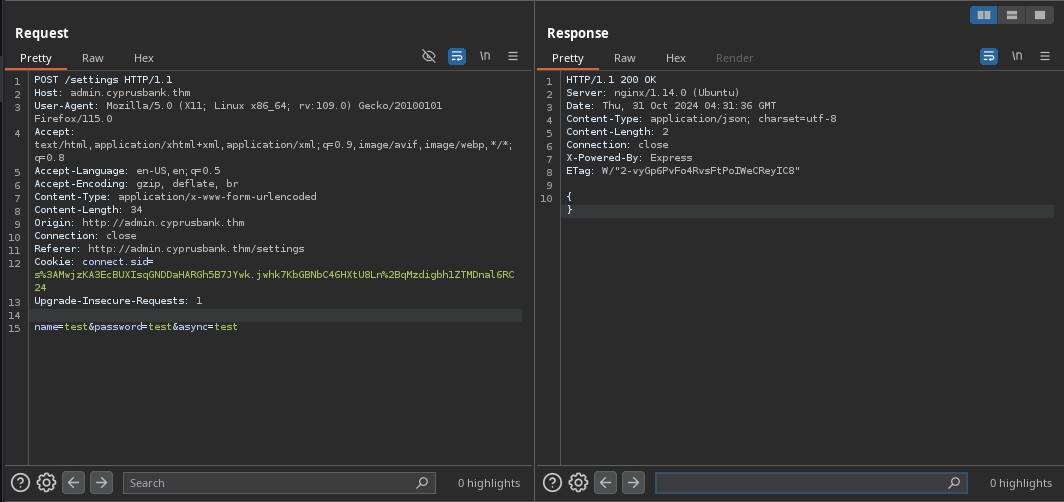 Request
Pretty Raw Hex \n
1 POST /settings HTTP/1.1
2 Host: admin.cyprusbank.thm
3 User-Agent: Mozilla/5.0 (X11; Linux x86_64; rv:109.0) Gecko/20100101
Firefox/115.0
4 Accept:
text/html,application/xhtml+xml,application/xml;q=0.9,image/avif,image/webp,*/*;
q=0.8
5 Accept-Language: en-US,en;q=0.5
6 Accept-Encoding: gzip, deflate, br
7 Content-Type: application/x-www-form-urlencoded
8 Content-Length: 34
9 Origin: http://admin.cyprusbank.thm
10 Connection: close
11 Referer: http://admin.cyprusbank.thm/settings
12 Cookie: connect.sid=
s%3AMwjzKA3EcBUXIsqGNDDaHARGh5B7JYwk.jwhk7KbGBNbC46HXtU8Ln%2BqMzdigbh1ZTMDnal6RC
24
13 Upgrade-Insecure-Requests: 1
14
15 name=test&password=test&async=test
Search 0 highlights
Response
Pretty Raw Hex Render \n
1 HTTP/1.1 200 OK
2 Server: nginx/1.14.0 (Ubuntu)
3 Date: Thu, 31 Oct 2024 04:31:36 GMT
4 Content-Type: application/json; charset=utf-8
5 Content-Length: 2
6 Connection: close
7 X-Powered-By: Express
8 ETag: W/"2-vyGp6PvFo4RvsFtPoIWeCReyIC8"
9
10 {
}
0 highlights